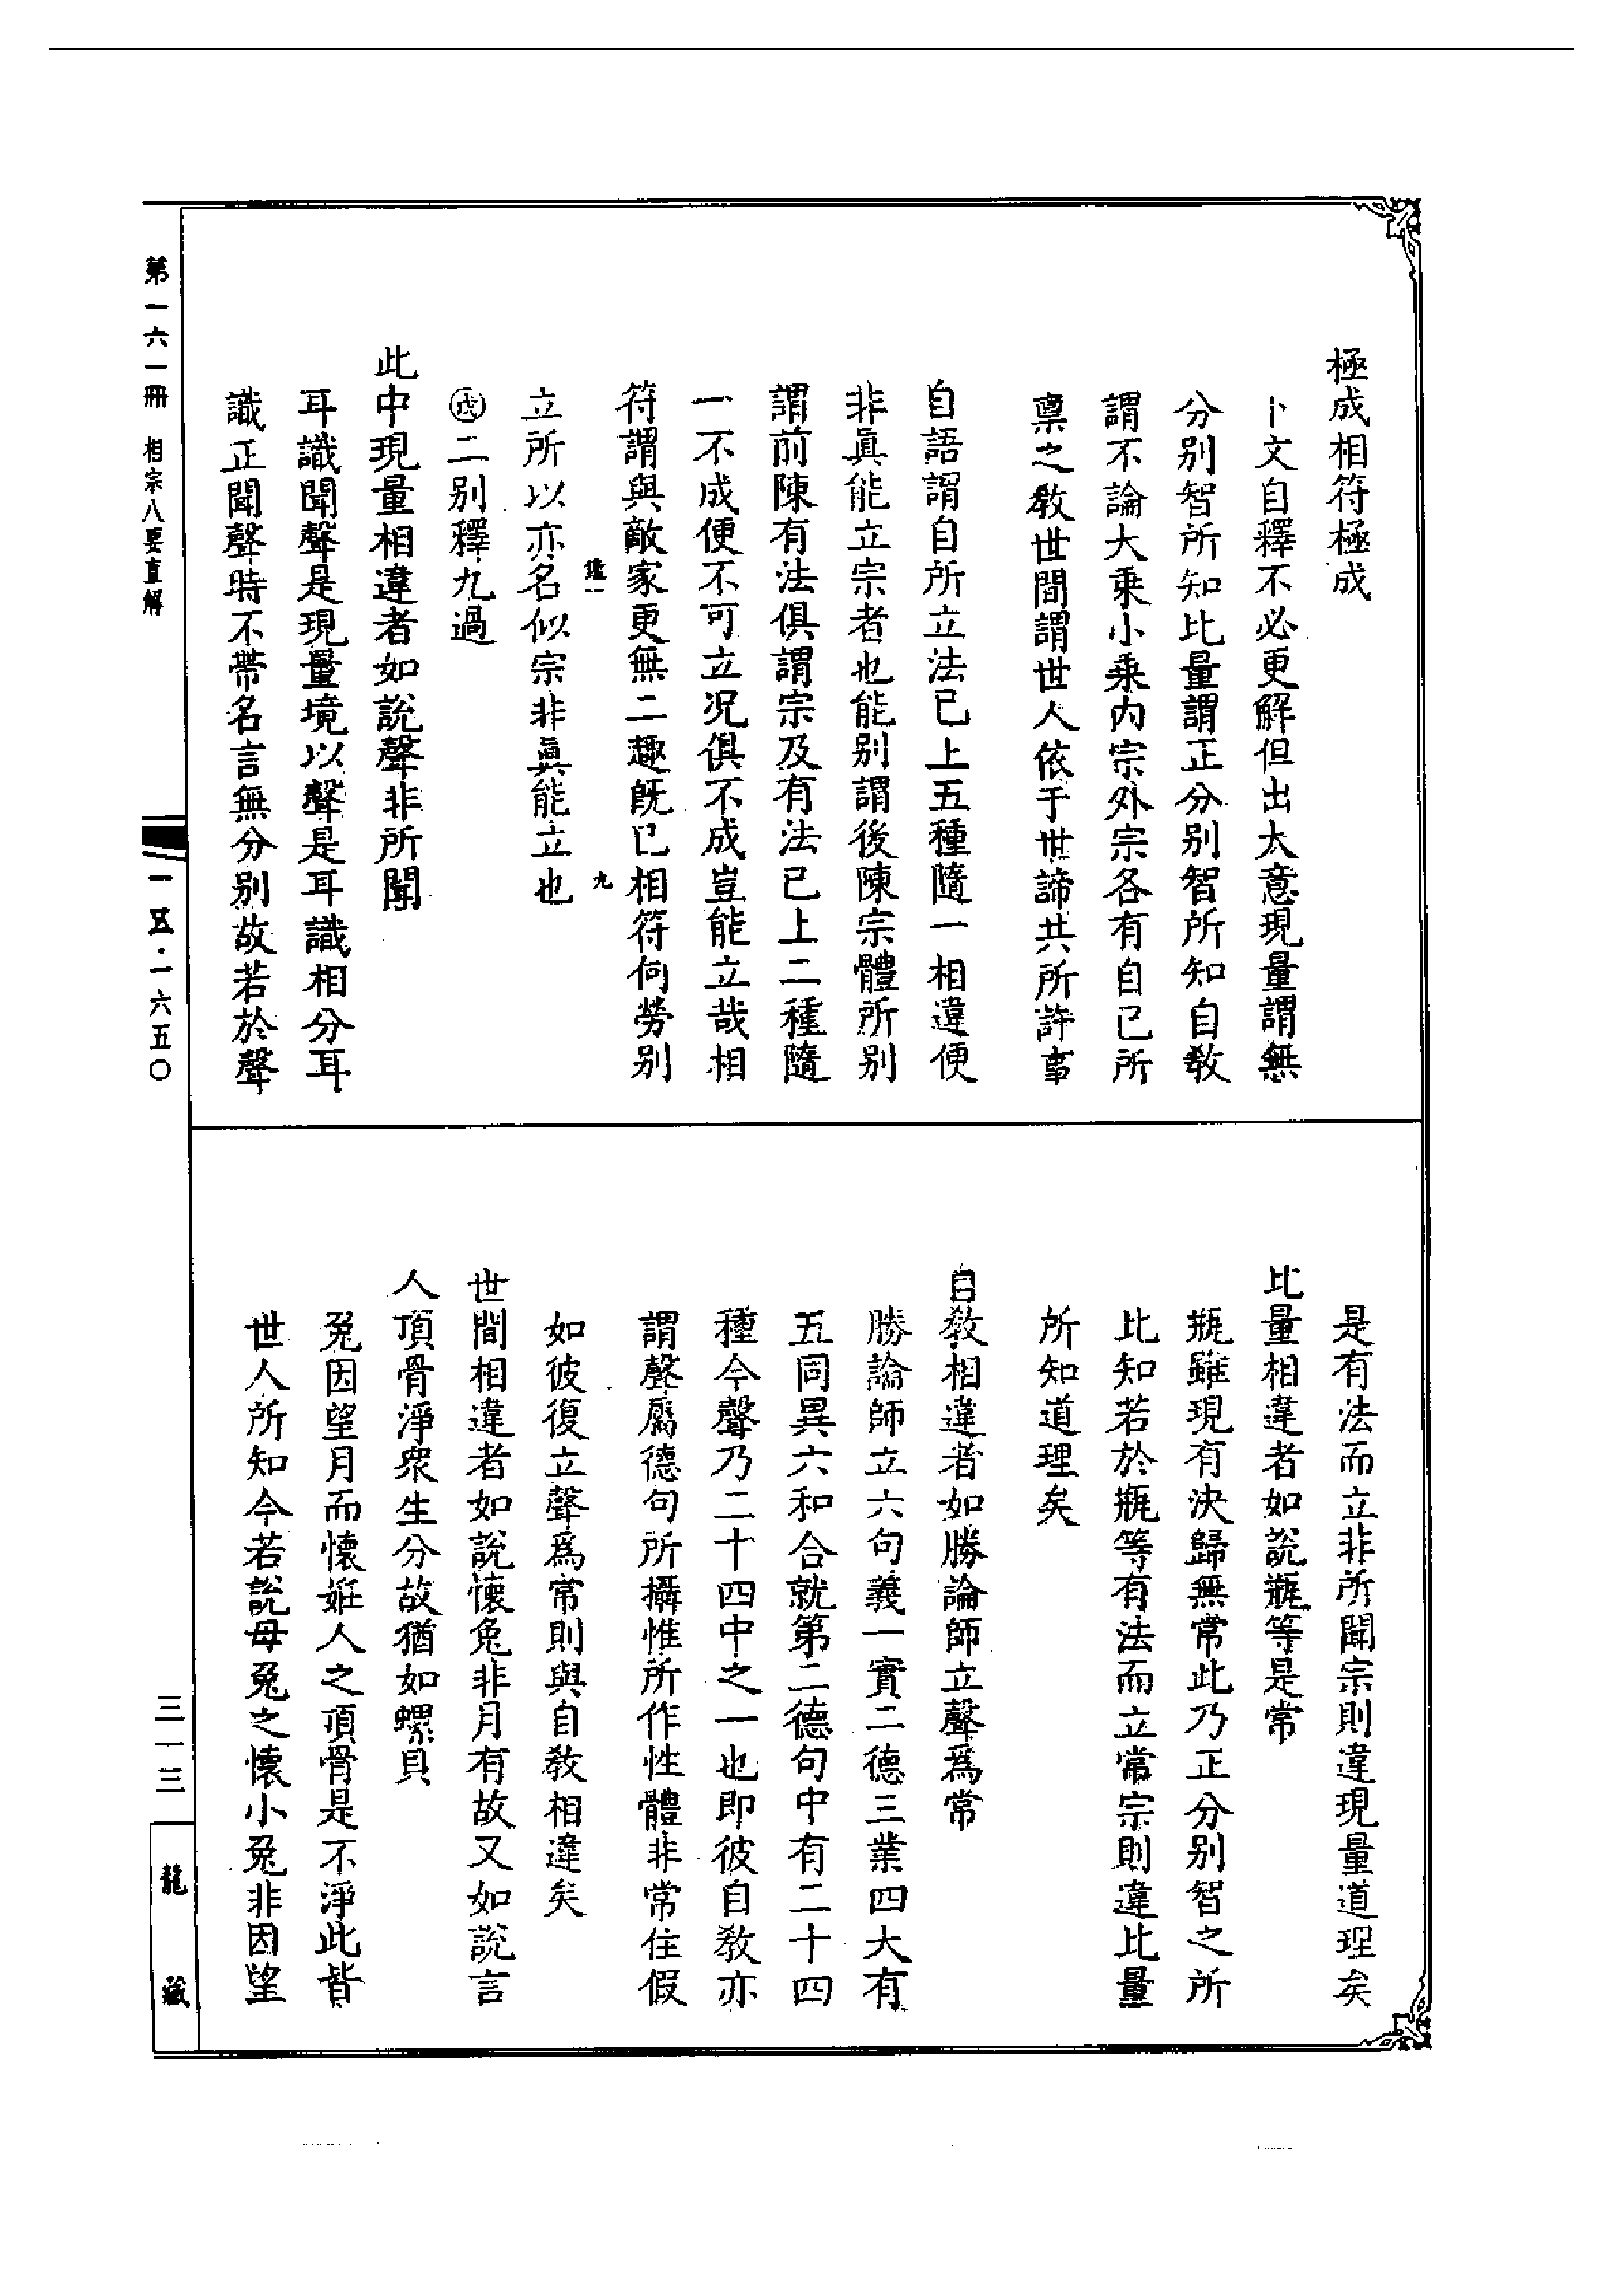 極成相符極成
卜文自釋不必更解但出大意現量謂無
分別智所知比量謂正分別智所知自敎
謂不論大乘小乘内宗外宗各有自己所
禀之敎世間謂世人依于世諦共所許事
自語謂自所立法已上五種隨一相違便
非眞能立宗者也能别謂後陳宗體所别
謂前陳有法俱謂宗及有法已上二種隨
一不成便不可立况俱不成豈能立哉相
符謂與敵家更無二趣旣已相符何勞别
立所以亦名似宗非眞能立也
㊍二别釋九過
此中現量相違者如說聲非所聞
耳識聞聲是現量境以聲是耳識相分耳
識正聞聲時不帶名言無分别故若於聲
是有法而立非所聞宗則違現量道理矣
比量相違者如說瓶等是常
瓶雖現有決歸無常此乃正分别智之所
比知若於瓶等有法而立常宗則違比量
所知道理矣
自敎相違者如勝論師立聲爲常
勝論師立六句義一實二德三業四大有
五同異六和合就第二德句中有二十四
種今聲乃二十四中之一也即彼自敎亦
謂聲屬德句所攝惟所作性體非常住假
如彼復立聲爲常則與自敎相違矣
世間相違者如說懷兔非月有故又如說言
人頂骨淨衆生分故猶如螺貝
兔因望月而懷姙人之頂骨是不淨此皆
世人所知今若說母兔之懷小兔非因望
第一六一冊 相宗八要直解
一五·一六五〇
三一三
龍藏
九